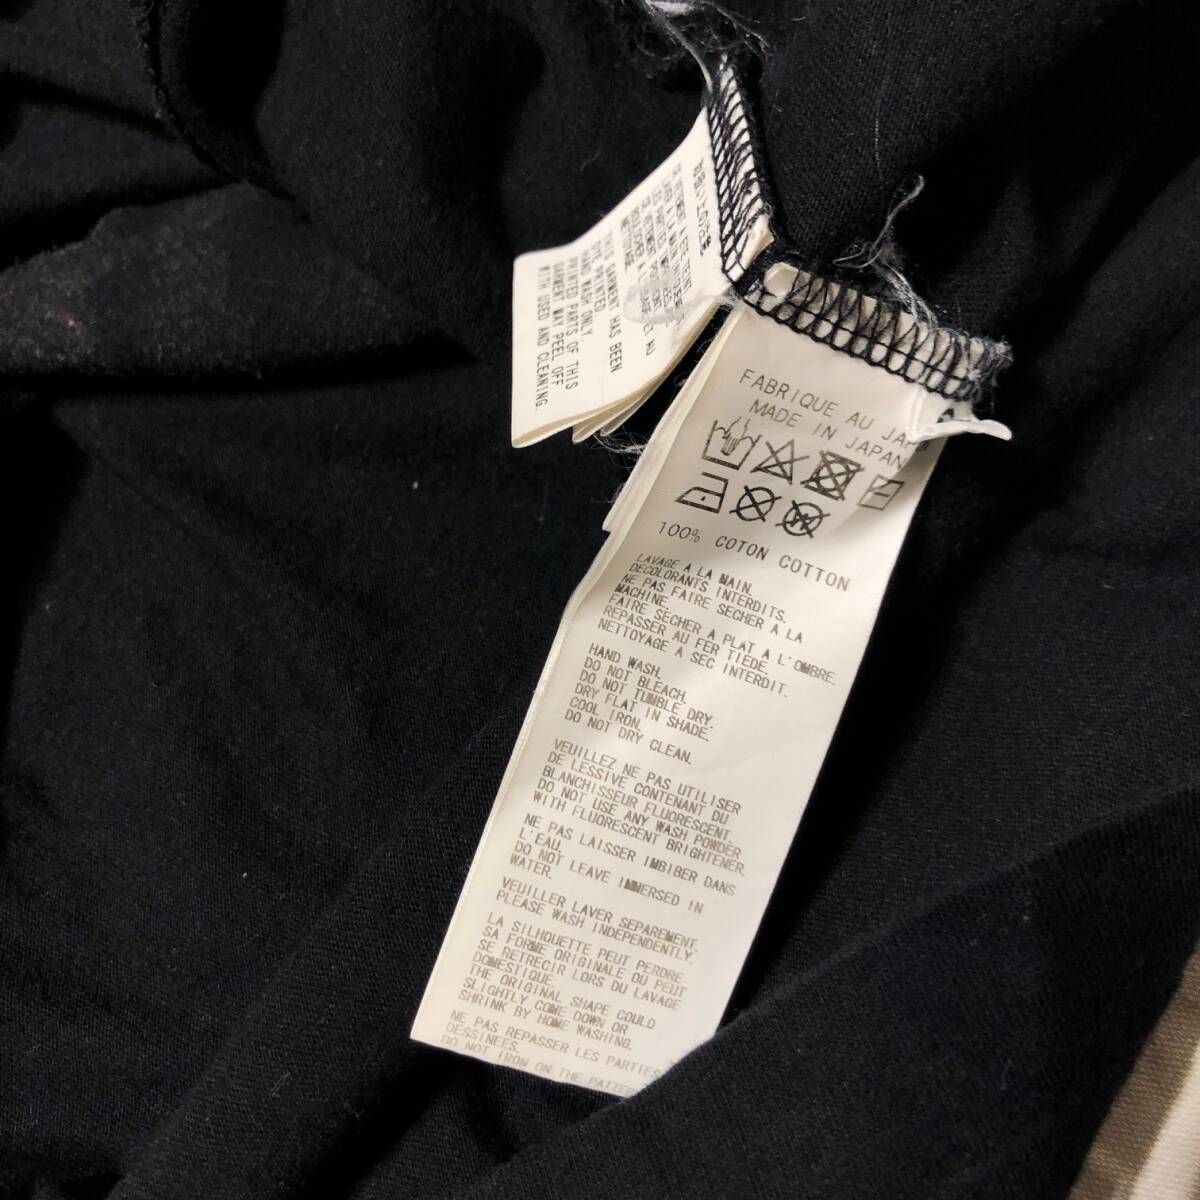 CE VETEMENT A ETE TEINT
THIS GARMENT HAS BEEN
DYE PRINTED.
HAND WASH ONLY.
PRINTED PARTS OF THIS
GARMENT MAY PEEL OFF
WITH USED AND CLEANING.
FABRIQUE AU
MADE IN JAPAN
100% COTON COTTON
LAVAGE A LA MAIN.
DECOLORANTS INTERDITS.
NE PAS FAIRE SECHER A LA
MACHINE.
FAIRE SECHER A PLAT A L'OMBRE.
REPASSER AU FER TIEDE.
NETTOYAGE A SEC INTERDIT.
HAND WASH.
DO NOT BLEACH.
DO NOT TUMBLE DRY.
DRY FLAT IN SHADE.
COOL IRON.
DO NOT DRY CLEAN.
VEUILLEZ NE PAS UTILISER
DE LESSIVE CONTENANT DU
BLANCHISSEUR FLUORESCENT.
DO NOT USE ANY WASH POWDER
WITH FLUORESCENT BRIGHTENER.
NE PAS LAISSER IMBIBER DANS
L'EAU.
DO NOT LEAVE IMMERSED IN
WATER.
VEUILLER LAVER SEPAREMENT.
PLEASE WASH INDEPENDENTLY.
LA SILHOUETTE PEUT PERDRE
SA FORME ORIGINALE OU PEUT
SE RETRECIR LORS DU LAVAGE
DOMESTIQUE.
THE ORIGINAL SHAPE COULD
SLIGHTLY COME DOWN OR
SHRINK BY HOME WASHING.
NE PAS REPASSER LES PARTIES
DESSINEES.
DO NOT IRON ON THE